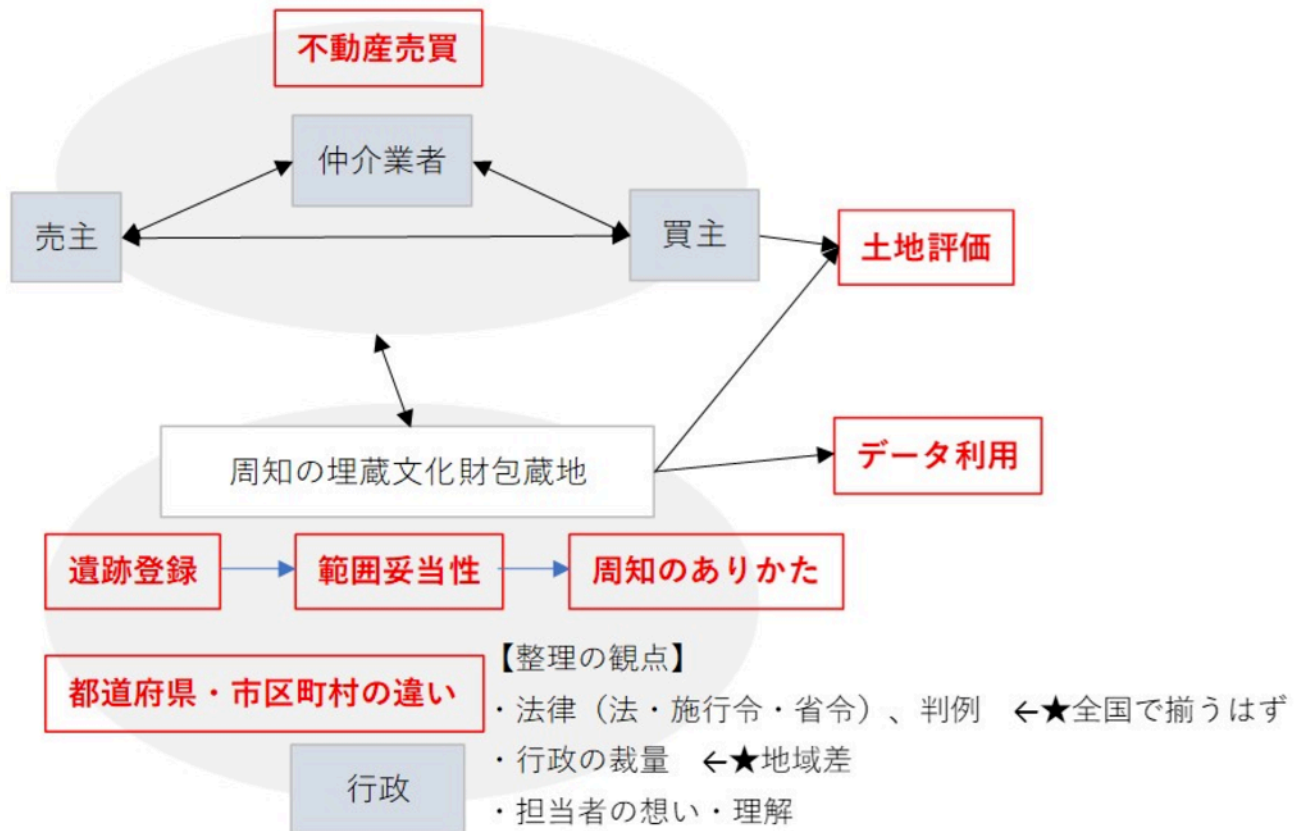 不動産売買
仲介業者
売主
買主
土地評価
周知の埋蔵文化財包蔵地
データ利用
遺跡登録
範囲妥当性
周知のありかた
都道府県・市区町村の違い
【整理の観点】
・法律（法・施行令・省令）、判例　←★全国で揃うはず
・行政の裁量　←★地域差
・担当者の想い・理解
行政